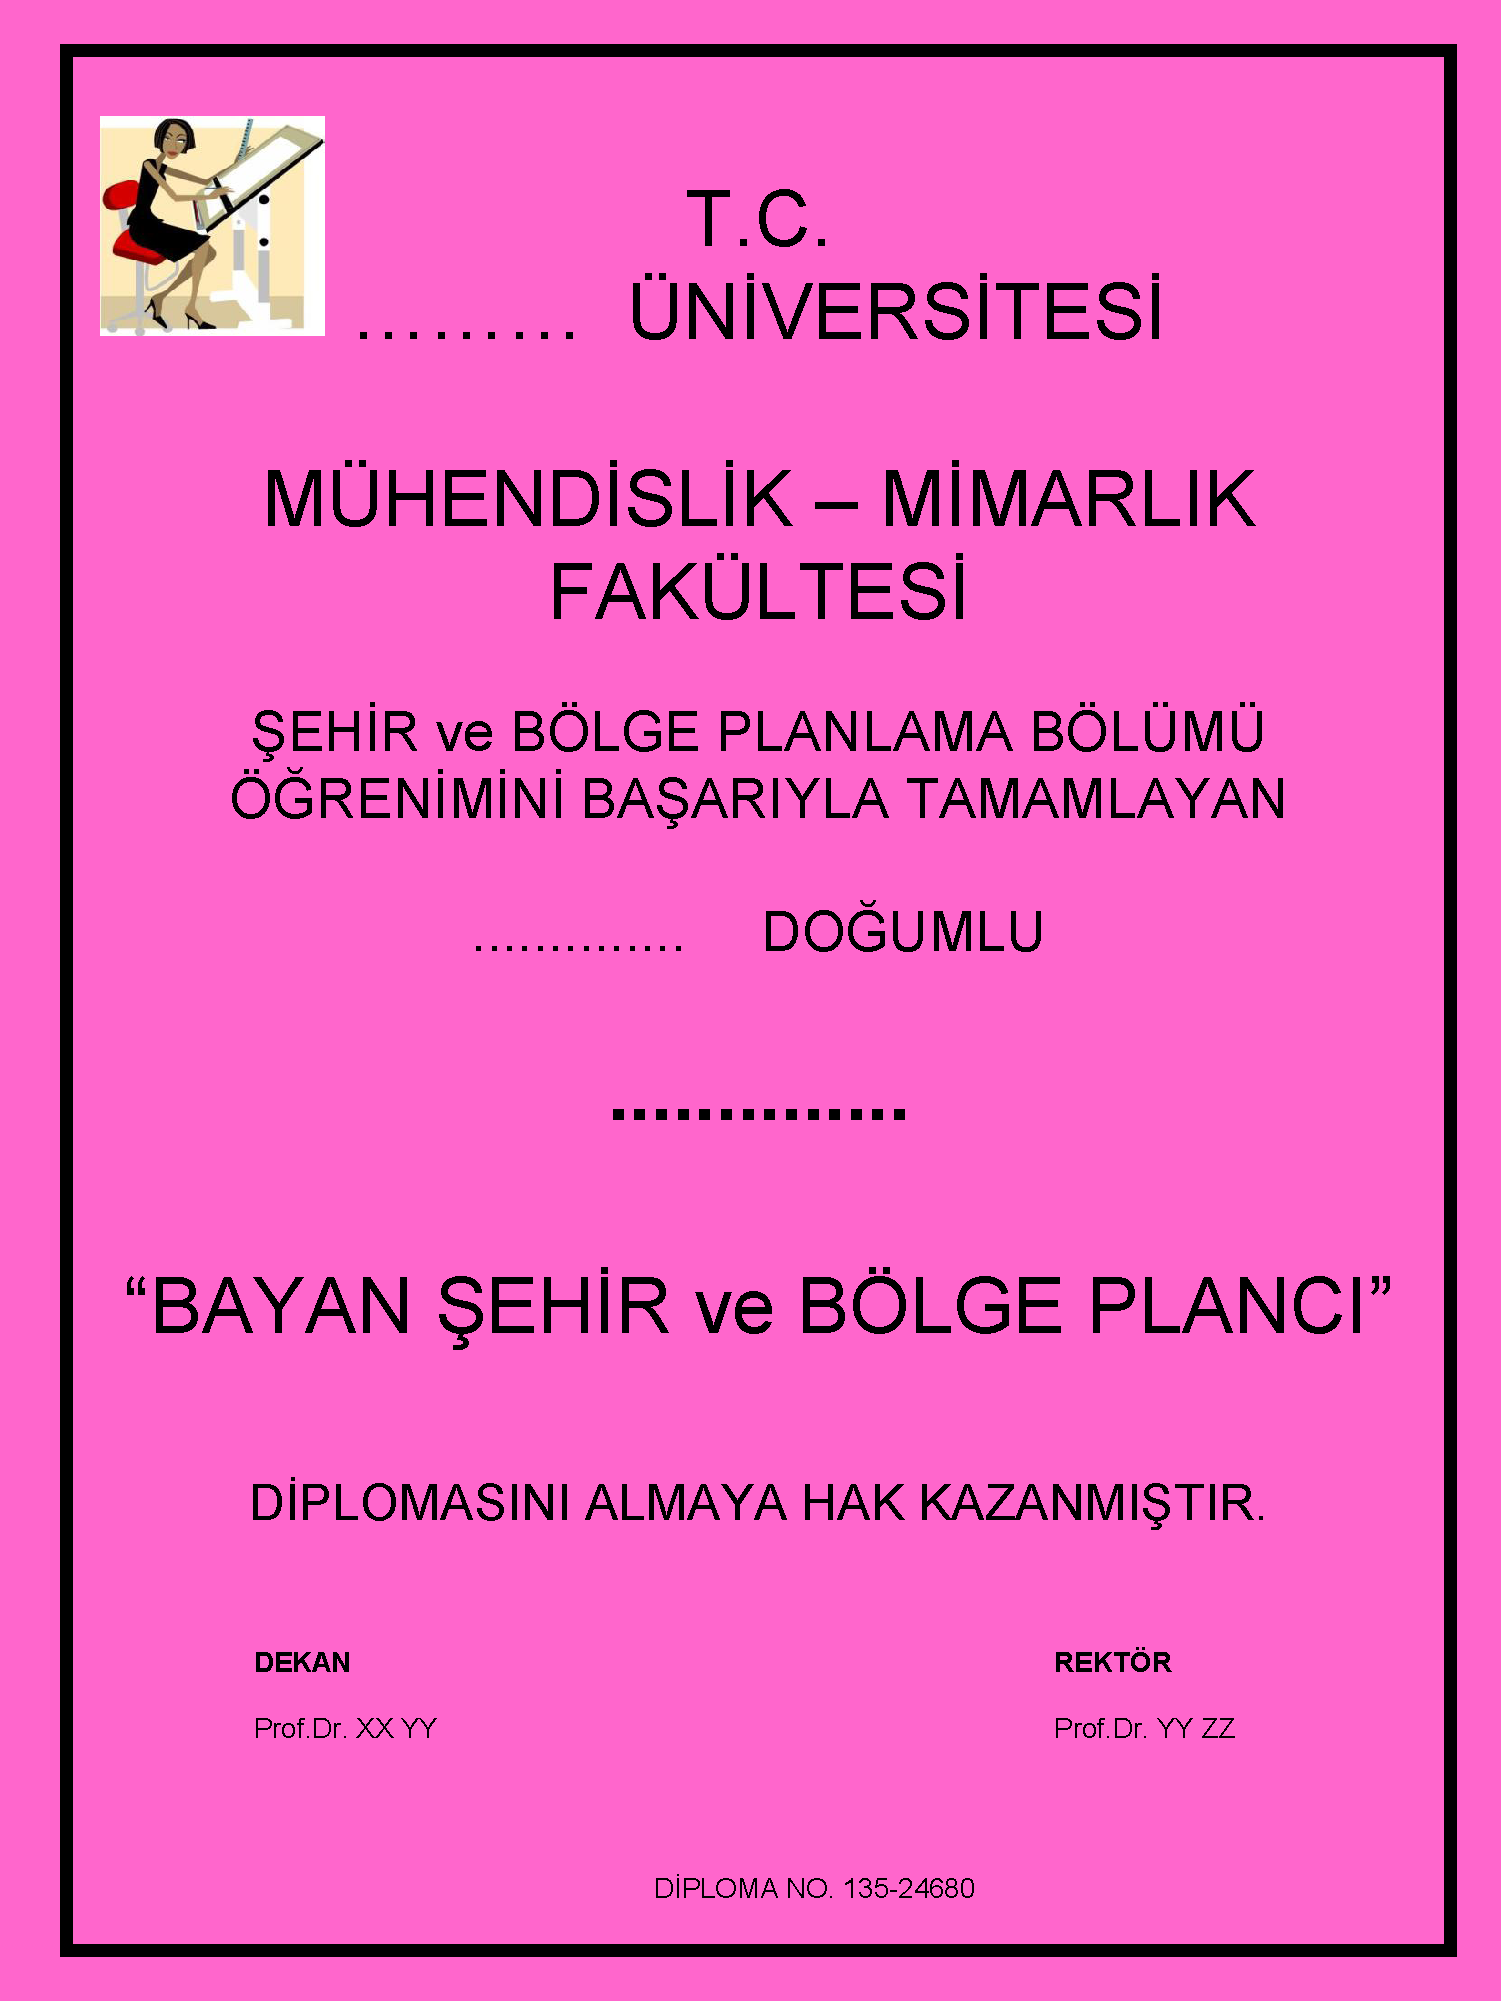 T.C.
……… ÜNİVERSİTESİ
MÜHENDİSLİK – MİMARLIK
FAKÜLTESİ
ŞEHİR ve BÖLGE PLANLAMA BÖLÜMÜ
ÖĞRENİMİNİ BAŞARIYLA TAMAMLAYAN
.............. DOĞUMLU
..............
“BAYAN ŞEHİR ve BÖLGE PLANCI”
DİPLOMASINI ALMAYA HAK KAZANMIŞTIR.
DEKAN REKTÖR
Prof.Dr. XX YY Prof.Dr. YY ZZ
DİPLOMA NO. 135-24680